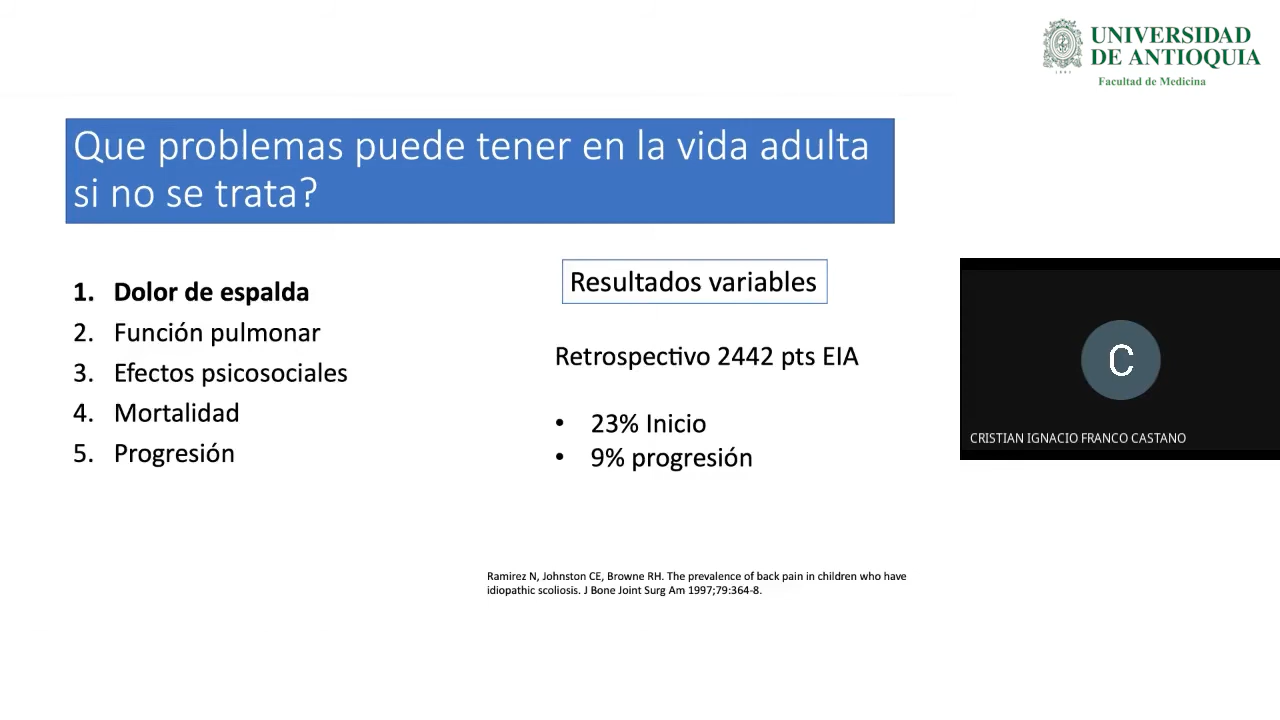 UNIVERSIDAD
DE ANTIOQUIA
1803
Facultad de Medicina
Que problemas puede tener en la vida adulta
si no se trata?
1. Dolor de espalda
2. Función pulmonar
3. Efectos psicosociales
4. Mortalidad
5. Progresión
Resultados variables
Retrospectivo 2442 pts EIA
• 23% Inicio
• 9% progresión
Ramirez N, Johnston CE, Browne RH. The prevalence of back pain in children who have
idiopathic scoliosis. J Bone Joint Surg Am 1997;79:364-8.
C
CRISTIAN IGNACIO FRANCO CASTANO